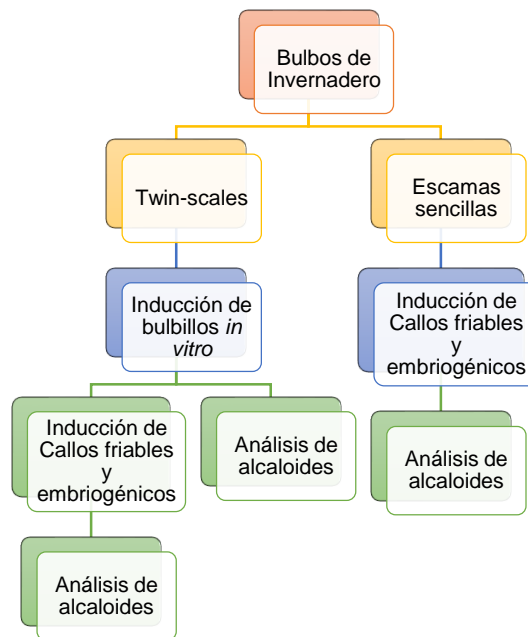 Bulbos de
Invernadero
Twin-scales
Escamas
sencillas
Inducción de
bulbillos in
vitro
Inducción de
Callos friables
y
embriogénicos
Inducción de
Callos friables
y
embriogénicos
Análisis de
alcaloides
Análisis de
alcaloides
Análisis de
alcaloides